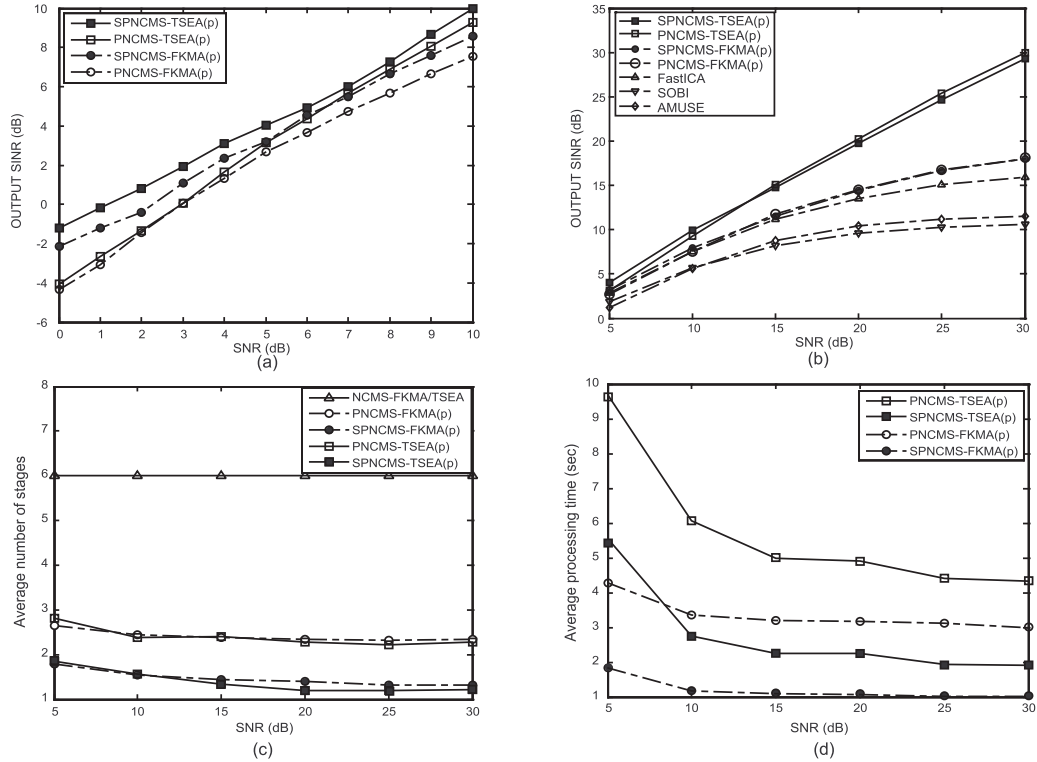 10
8
6
4
2
0
-2
-4
-6
OUTPUT SINR (dB)
SPNCMS-TSEA(p)
PNCMS-TSEA(p)
SPNCMS-FKMA(p)
PNCMS-FKMA(p)
0 1 2 3 4 5 6 7 8 9 10
SNR (dB)
(a)
35
30
25
20
15
10
5
0
OUTPUT SINR (dB)
SPNCMS-TSEA(p)
PNCMS-TSEA(p)
SPNCMS-FKMA(p)
PNCMS-FKMA(p)
FastICA
SOBI
AMUSE
5 10 15 20 25 30
SNR (dB)
(b)
8
7
6
5
4
3
2
1
Average number of stages
NCMS-FKMA/TSEA
PNCMS-FKMA(p)
SPNCMS-FKMA(p)
PNCMS-TSEA(p)
SPNCMS-TSEA(p)
5 10 15 20 25 30
SNR (dB)
(c)
10
9
8
7
6
5
4
3
2
1
Average processing time (sec)
PNCMS-TSEA(p)
SPNCMS-TSEA(p)
PNCMS-FKMA(p)
SPNCMS-FKMA(p)
5 10 15 20 25 30
SNR (dB)
(d)